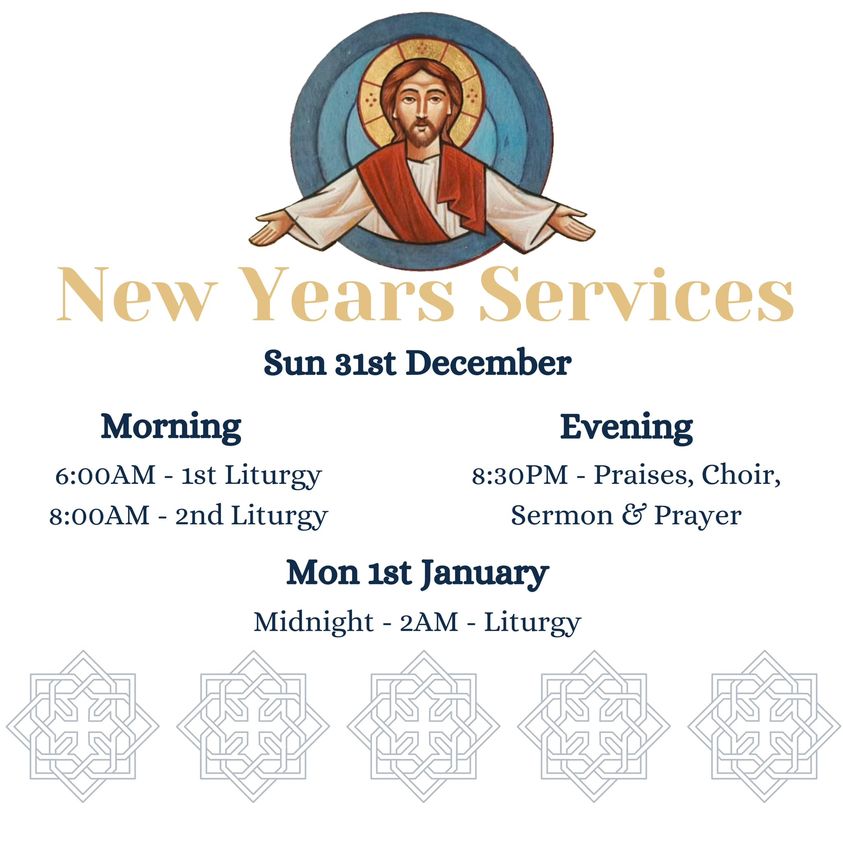 New Years Services
Sun 31st December
Morning
6:00AM - 1st Liturgy
8:00AM - 2nd Liturgy
Evening
8:30PM - Praises, Choir,
Sermon & Prayer
Mon 1st January
Midnight - 2AM - Liturgy